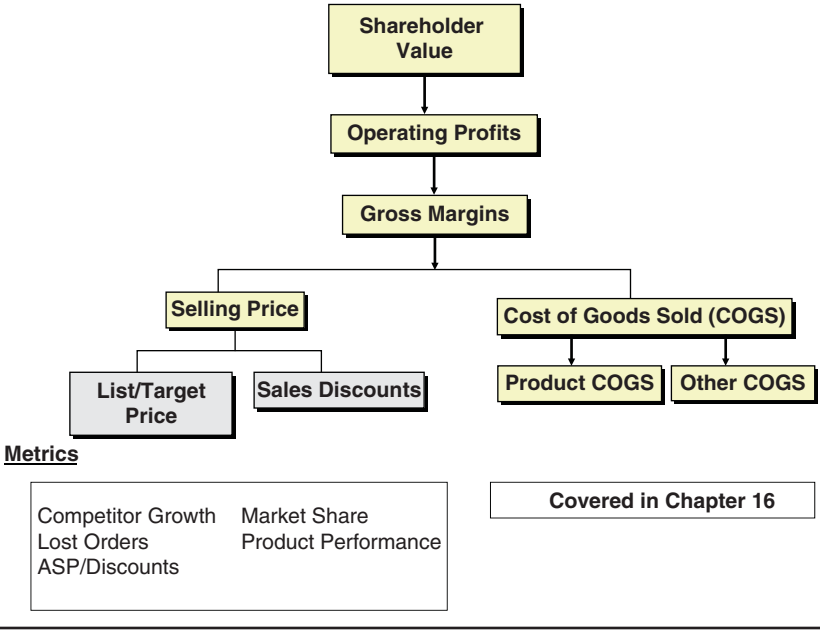 Shareholder
Value
Operating Profits
Gross Margins
Selling Price
Cost of Goods Sold (COGS)
List/Target
Price
Sales Discounts
Product COGS
Other COGS
Metrics
Competitor Growth Market Share
Lost Orders Product Performance
ASP/Discounts
Covered in Chapter 16